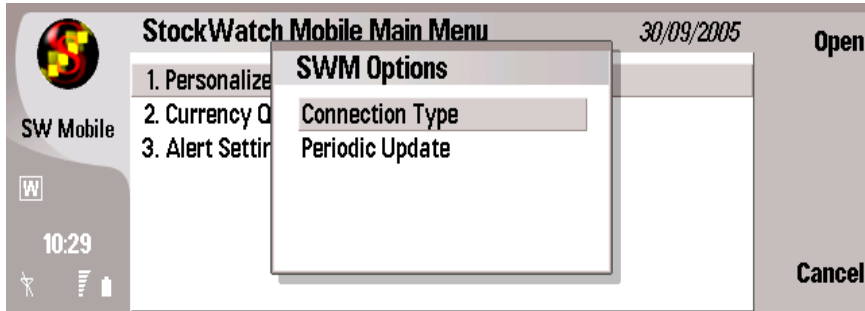 StockWatch Mobile Main Menu
30/09/2005
Open
SWM Options
1. Personalize
2. Currency Q
3. Alert Settin
Connection Type
Periodic Update
SW Mobile
W
10:29
Cancel